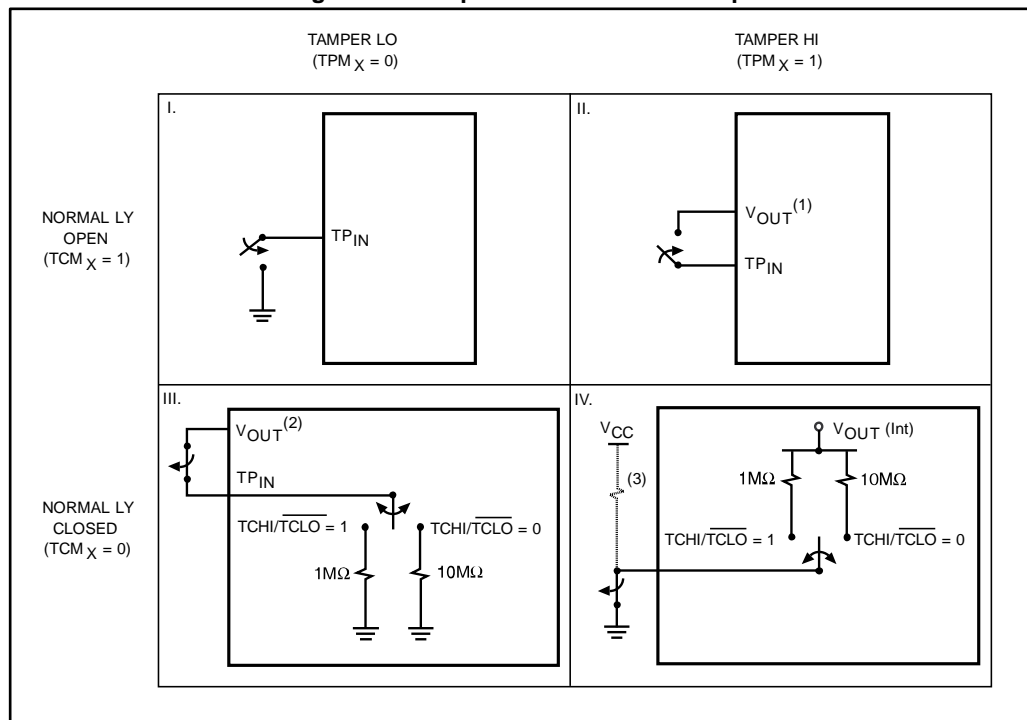 TAMPER LO
(TPM X = 0)
TAMPER HI
(TPM X = 1)
NORMAL LY
OPEN
(TCM X = 1)
I.
TPIN
II.
VOUT(1)
TPIN
NORMAL LY
CLOSED
(TCM X = 0)
III.
VOUT(2)
TPIN
TCHI/TCLO = 1
TCHI/TCLO = 0
1MΩ
10MΩ
IV.
VCC
(3)
VOUT (Int)
1MΩ
10MΩ
TCHI/TCLO = 1
TCHI/TCLO = 0